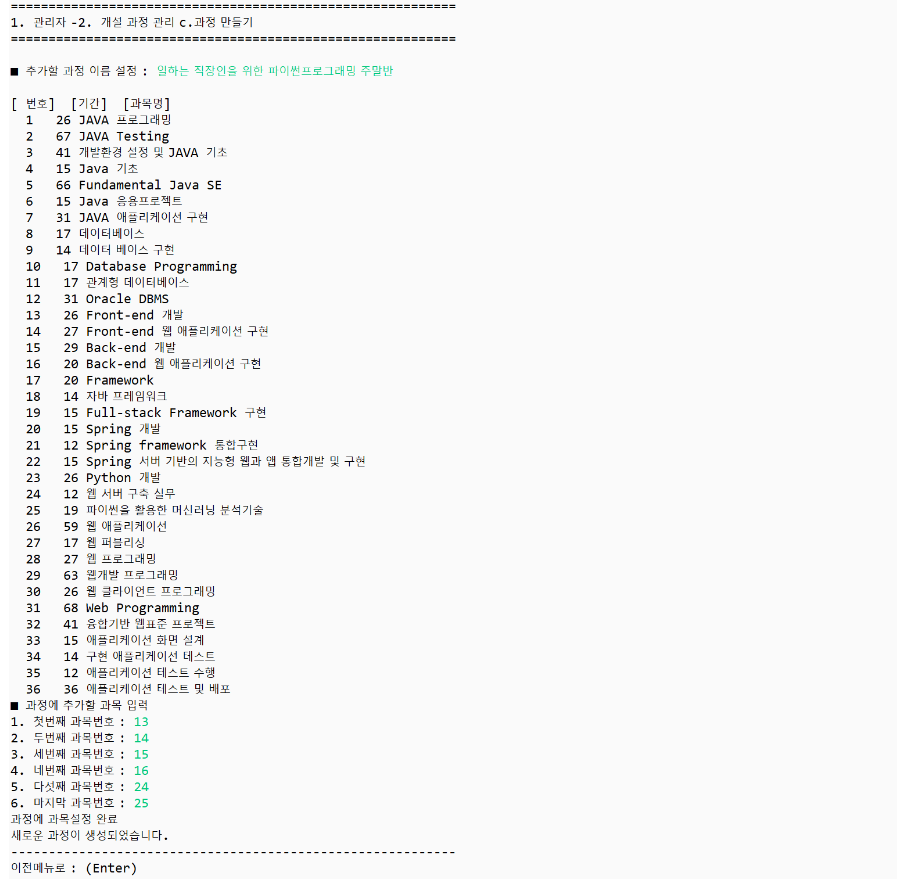 ============================================================
1. 관리자 -2. 개설 과정 관리 c.과정 만들기
============================================================
■ 추가할 과정 이름 설정 : 일하는 직장인을 위한 파이썬프로그래밍 주말반
[ 번호] [기간] [과목명]
1 26 JAVA 프로그래밍
2 67 JAVA Testing
3 41 개발환경 설정 및 JAVA 기초
4 15 Java 기초
5 66 Fundamental Java SE
6 15 Java 응용프로젝트
7 31 JAVA 애플리케이션 구현
8 17 데이터베이스
9 14 데이터 베이스 구현
10 17 Database Programming
11 17 관계형 데이티베이스
12 31 Oracle DBMS
13 26 Front-end 개발
14 27 Front-end 웹 애플리케이션 구현
15 29 Back-end 개발
16 20 Back-end 웹 애플리케이션 구현
17 20 Framework
18 14 자바 프레임워크
19 15 Full-stack Framework 구현
20 15 Spring 개발
21 12 Spring framework 통합구현
22 15 Spring 서버 기반의 지능형 웹과 앱 통합개발 및 구현
23 26 Python 개발
24 12 웹 서버 구축 실무
25 19 파이썬을 활용한 머신러닝 분석기술
26 59 웹 애플리케이션
27 17 웹 퍼블리싱
28 27 웹 프로그래밍
29 63 웹개발 프로그래밍
30 26 웹 클라이언트 프로그래밍
31 68 Web Programming
32 41 융합기반 웹표준 프로젝트
33 15 애플리케이션 화면 설계
34 14 구현 애플리케이션 테스트
35 12 애플리케이션 테스트 수행
36 36 애플리케이션 테스트 및 배포
■ 과정에 추가할 과목 입력
1. 첫번째 과목번호 : 13
2. 두번째 과목번호 : 14
3. 세번째 과목번호 : 15
4. 네번째 과목번호 : 16
5. 다섯째 과목번호 : 24
6. 마지막 과목번호 : 25
과정에 과목설정 완료
새로운 과정이 생성되었습니다.
------------------------------------------------------------
이전메뉴로 : (Enter)